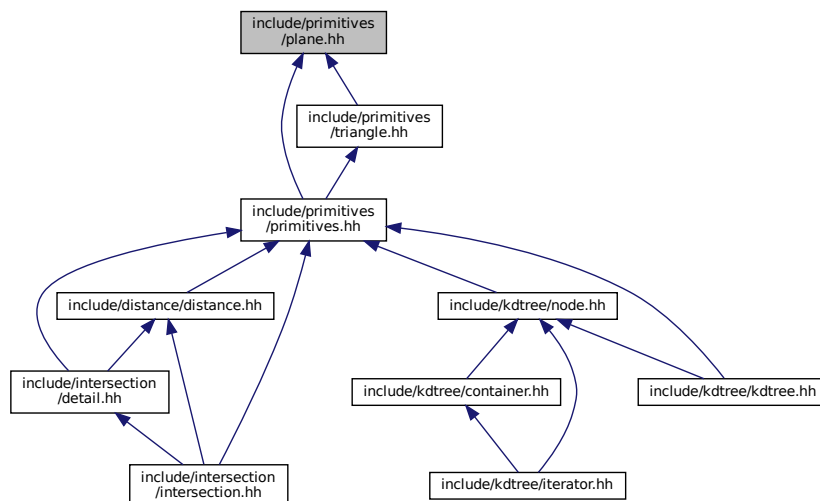 include/primitives
/plane.hh
include/primitives
/triangle.hh
include/primitives
/primitives.hh
include/distance/distance.hh
include/kdtree/node.hh
include/intersection
/detail.hh
include/kdtree/container.hh
include/kdtree/kdtree.hh
include/intersection
/intersection.hh
include/kdtree/iterator.hh